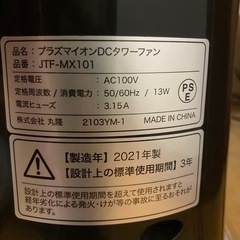 品名：プラズマイオンDCタワーファン
品番：JTF-MX101
定格電圧： AC100V
定格周波数 / 消費電力： 50/60Hz / 13W
電流ヒューズ： 3.15A
PSE
株式会社 丸隆 2103YM-1 MADE IN CHINA
【製造年】2021年製
【設計上の標準使用期間】3年
設計上の標準使用期間を超えて使用されますと
経年劣化による発火・けが等の事故に至るおそれが
あります。